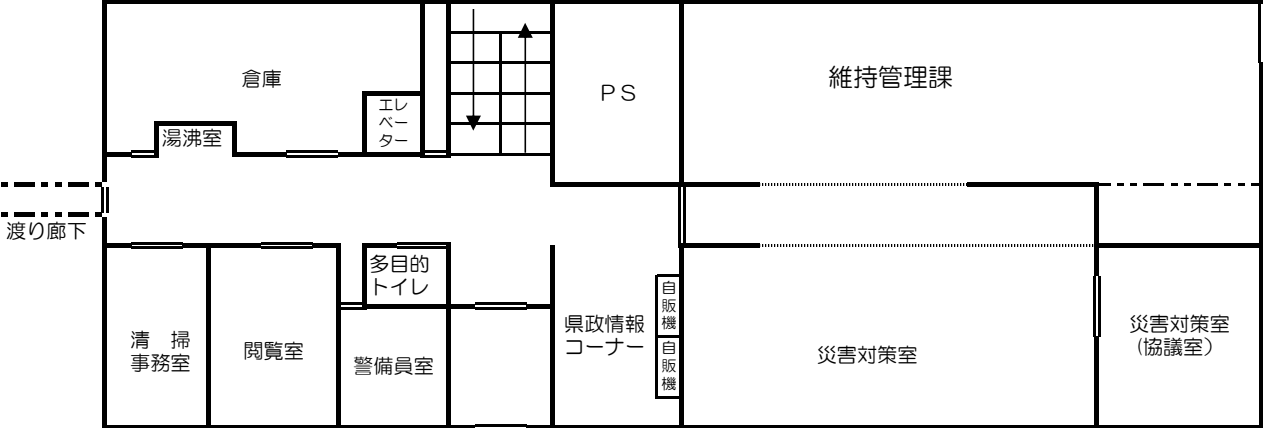 倉庫
湯沸室
エレ
ベー
ター
ＰＳ
維持管理課
渡り廊下
清　掃
事務室
閲覧室
多目的
トイレ
警備員室
県政情報
コーナー
自
販
機
自
販
機
災害対策室
災害対策室
（協議室）